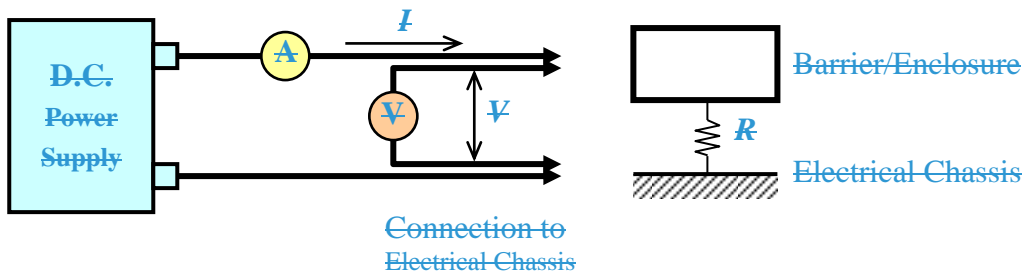 I
A
D.C.
Power
Supply
V
V
Barrier/Enclosure
R
Electrical Chassis
Connection to
Electrical Chassis